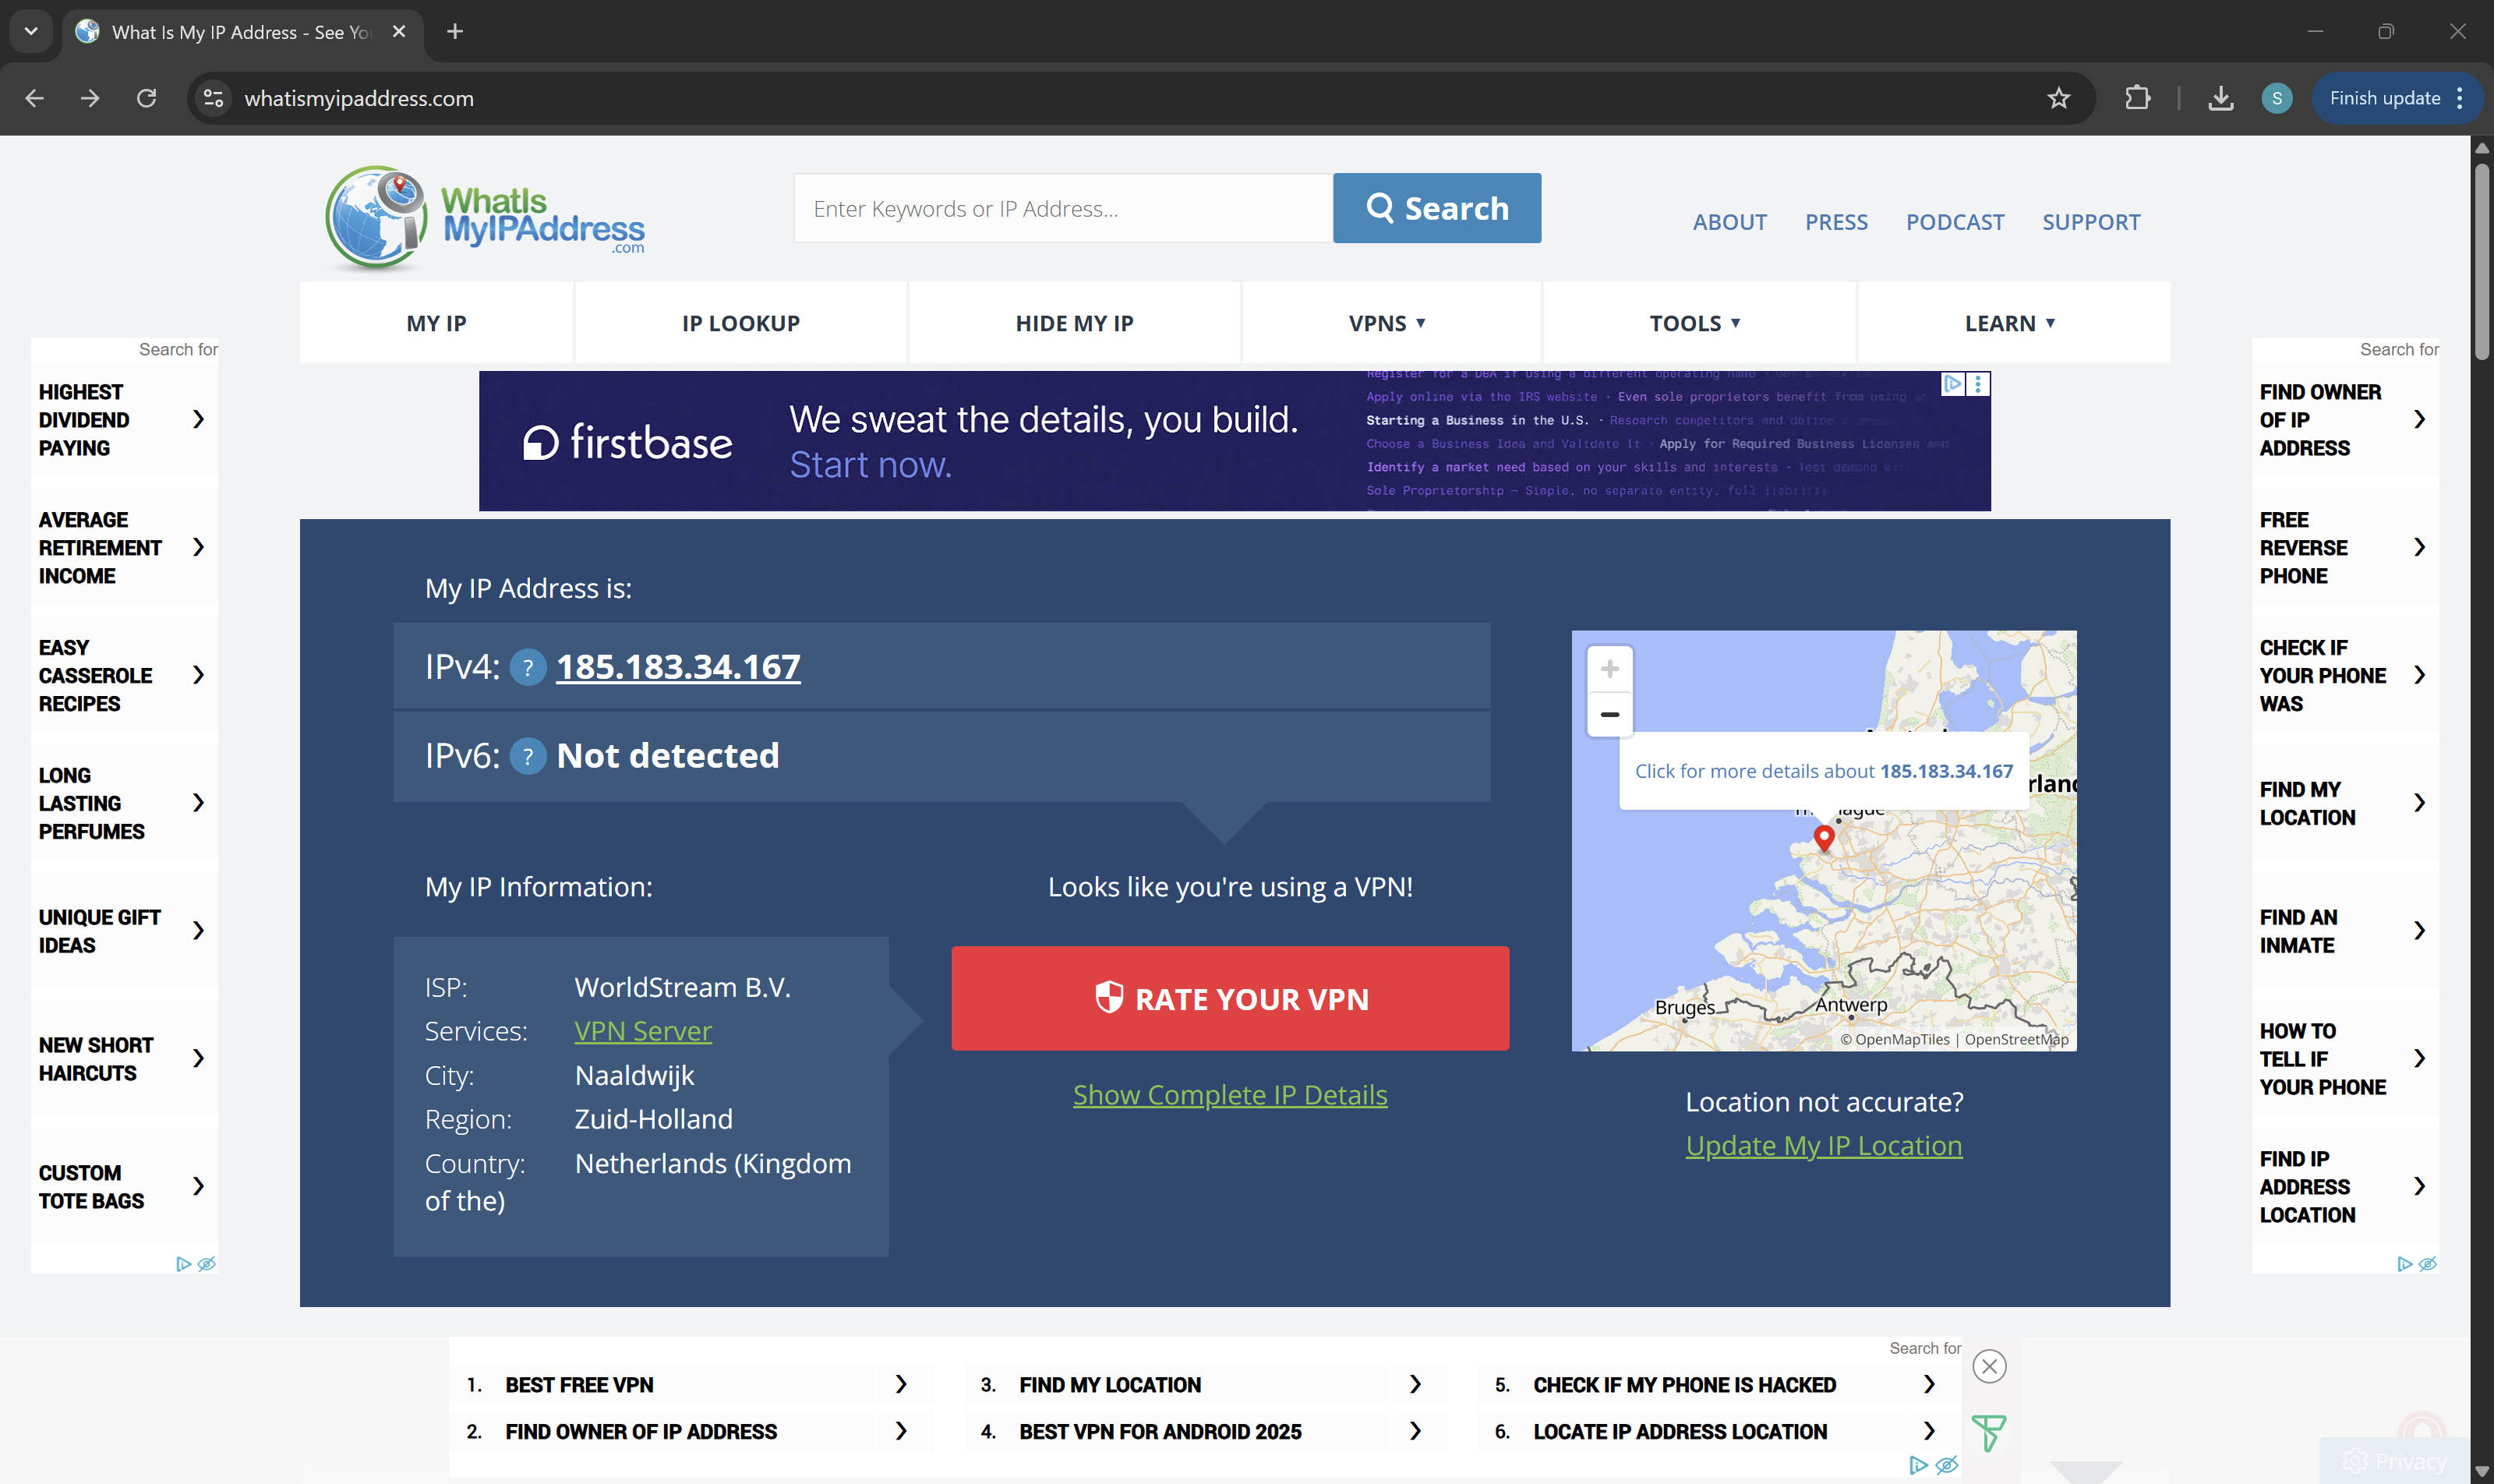 What Is My IP Address - See Yo
whatismyipaddress.com
S
Finish update
WhatIs
MyIPAddress
.com
Enter Keywords or IP Address...
Search
ABOUT
PRESS
PODCAST
SUPPORT
MY IP
IP LOOKUP
HIDE MY IP
VPNS ▼
TOOLS ▼
LEARN ▼
firstbase
We sweat the details, you build.
Start now.
Register for a DBA if using a different operating name
Apply online via the IRS website · Even sole proprietors benefit from using
Starting a Business in the U.S. · Research competitors and define a
Choose a Business Idea and Validate It · Apply for Required Business Licenses and
Identify a market need based on your skills and interests · Test demand
Sole Proprietorship – Simple, no separate entity, full liability
Search for
HIGHEST
DIVIDEND
PAYING
AVERAGE
RETIREMENT
INCOME
EASY
CASSEROLE
RECIPES
LONG
LASTING
PERFUMES
UNIQUE GIFT
IDEAS
NEW SHORT
HAIRCUTS
CUSTOM
TOTE BAGS
My IP Address is:
IPv4: ? 185.183.34.167
IPv6: ? Not detected
My IP Information:
ISP: WorldStream B.V.
Services: VPN Server
City: Naaldwijk
Region: Zuid-Holland
Country: Netherlands (Kingdom
of the)
Looks like you're using a VPN!
RATE YOUR VPN
Show Complete IP Details
+
−
Click for more details about 185.183.34.167
Bruges
Antwerp
© OpenMapTiles | OpenStreetMap
Location not accurate?
Update My IP Location
Search for
FIND OWNER
OF IP
ADDRESS
FREE
REVERSE
PHONE
CHECK IF
YOUR PHONE
WAS
FIND MY
LOCATION
FIND AN
INMATE
HOW TO
TELL IF
YOUR PHONE
FIND IP
ADDRESS
LOCATION
Search for
1. BEST FREE VPN
2. FIND OWNER OF IP ADDRESS
3. FIND MY LOCATION
4. BEST VPN FOR ANDROID 2025
5. CHECK IF MY PHONE IS HACKED
6. LOCATE IP ADDRESS LOCATION
Privacy